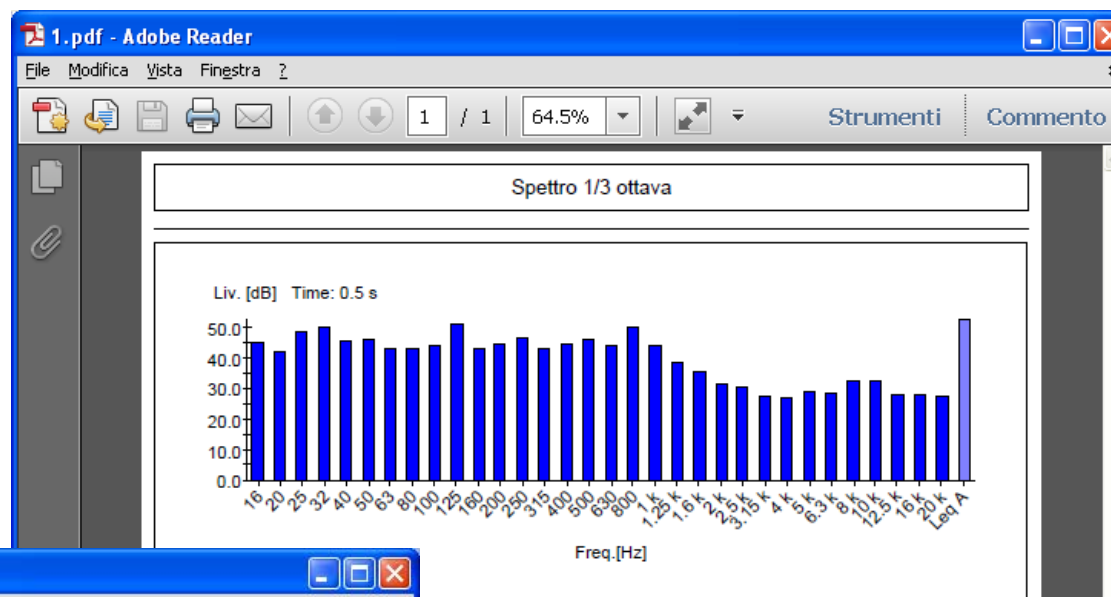 1.pdf - Adobe Reader
File Modifica Vista Finestra ?
1 / 1 64.5% Strumenti Commento
Spettro 1/3 ottava
Liv. [dB] Time: 0.5 s
50.0
40.0
30.0
20.0
10.0
0.0
16 20 25 32 40 50 63 80 100 125 160 200 250 315 400 500 630 800 1 k 1.25 k 1.6 k 2 k 2.5 k 3.15 k 4 k 5 k 6.3 k 8 k 10 k 12.5 k 16 k 20 k Leq A
Freq.[Hz]